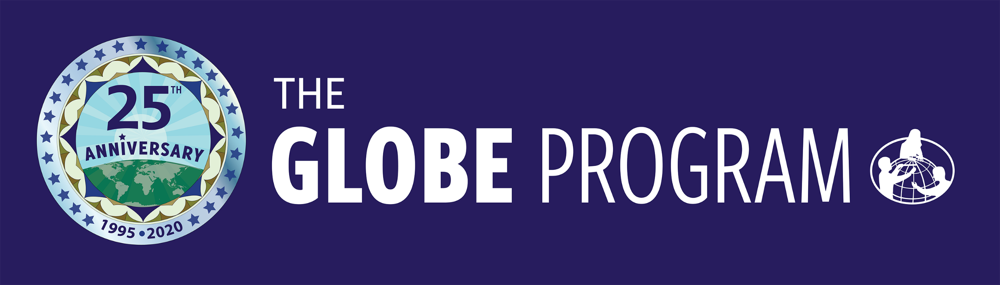 25TH
ANNIVERSARY
1995 • 2020
THE
GLOBE PROGRAM